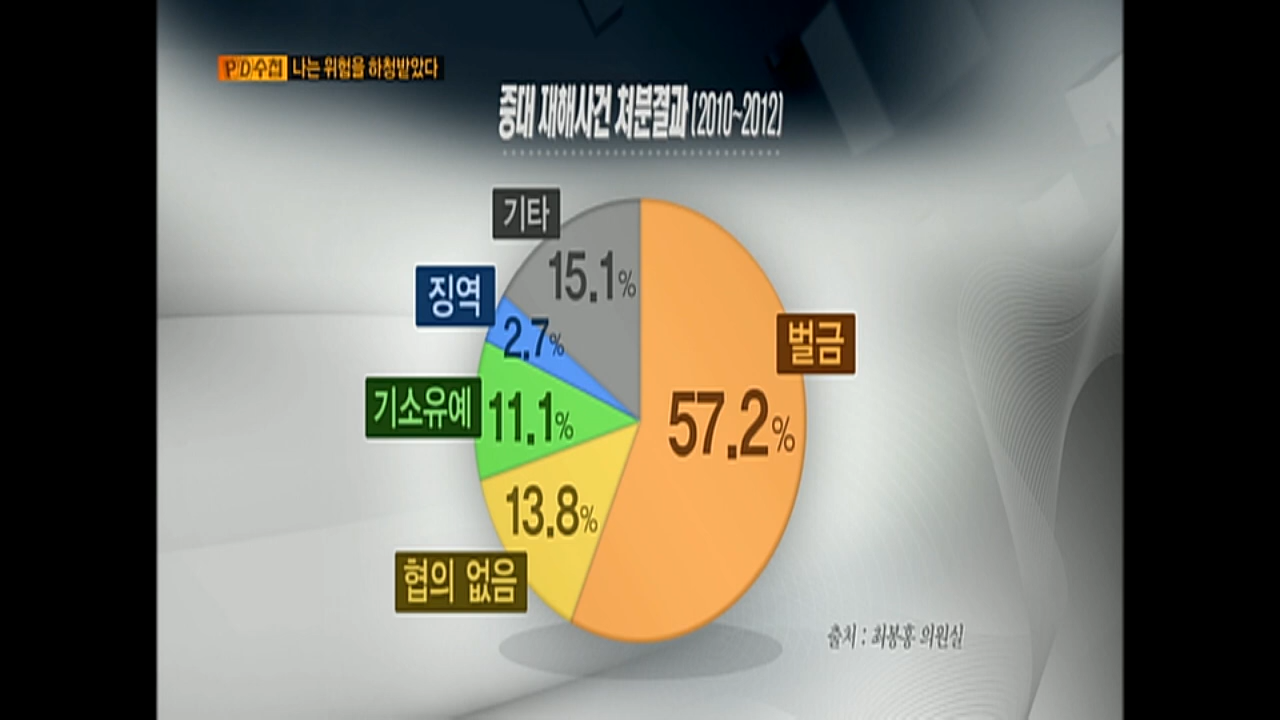 PD수첩 나는 위험을 하청받았다
중대 재해사건 처분결과 (2010~2012)
기타
15.1%
징역
2.7%
벌금
57.2%
기소유예
11.1%
13.8%
협의 없음
출처 : 최봉홍 의원실